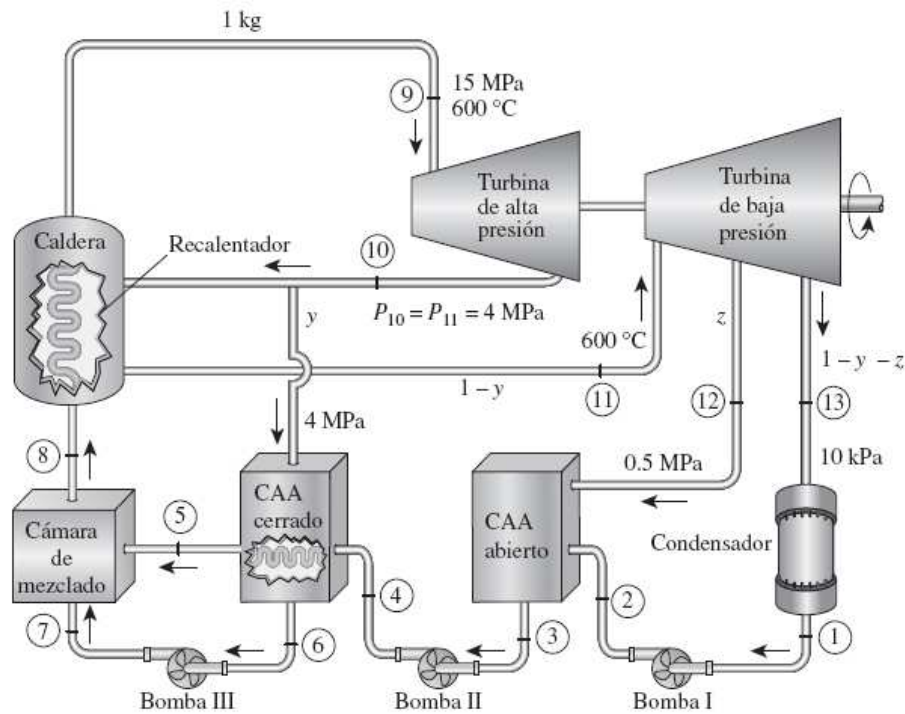 1 kg
9
15 MPa
600 °C
Turbina
de alta
presión
Turbina
de baja
presión
Caldera
Recalentador
10
y
P10 = P11 = 4 MPa
600 °C
z
1 – y
11
12
1 – y – z
13
4 MPa
8
0.5 MPa
10 kPa
CAA
cerrado
5
Cámara
de
mezclado
CAA
abierto
Condensador
4
2
7
6
3
1
Bomba III
Bomba II
Bomba I